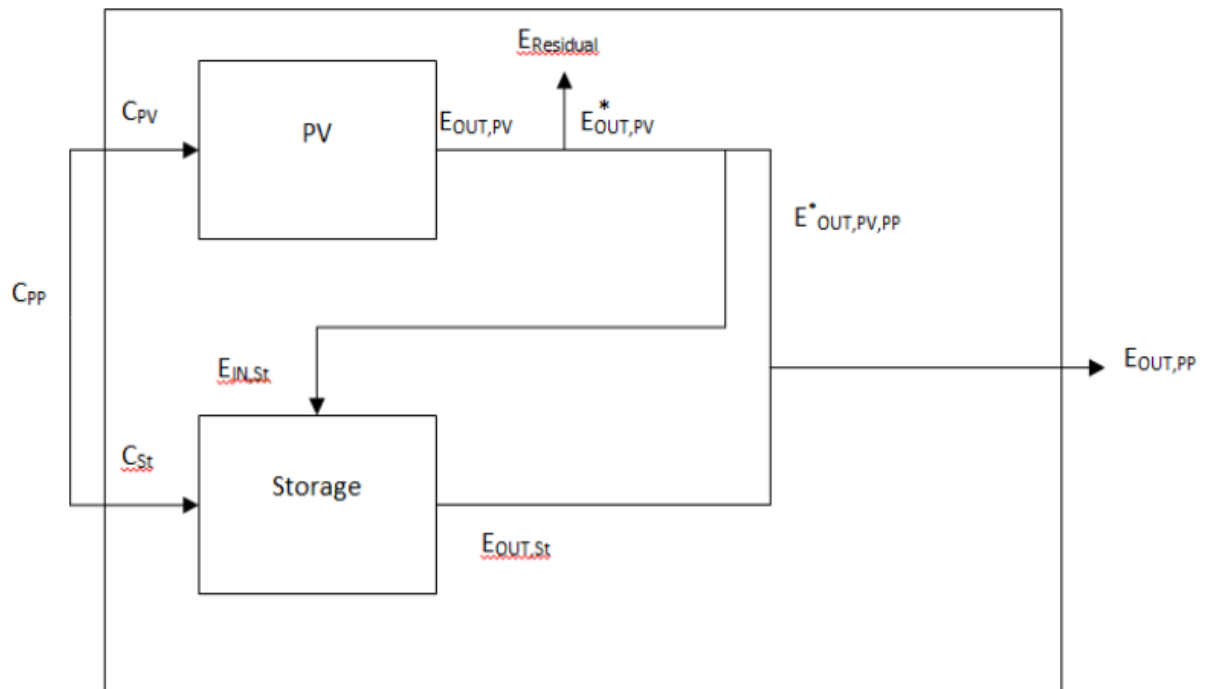 E_Residual
C_PV
PV
E_OUT,PV
E*_OUT,PV
E*_OUT,PV,PP
C_PP
E_OUT,PP
E_IN,St
C_St
Storage
E_OUT,St